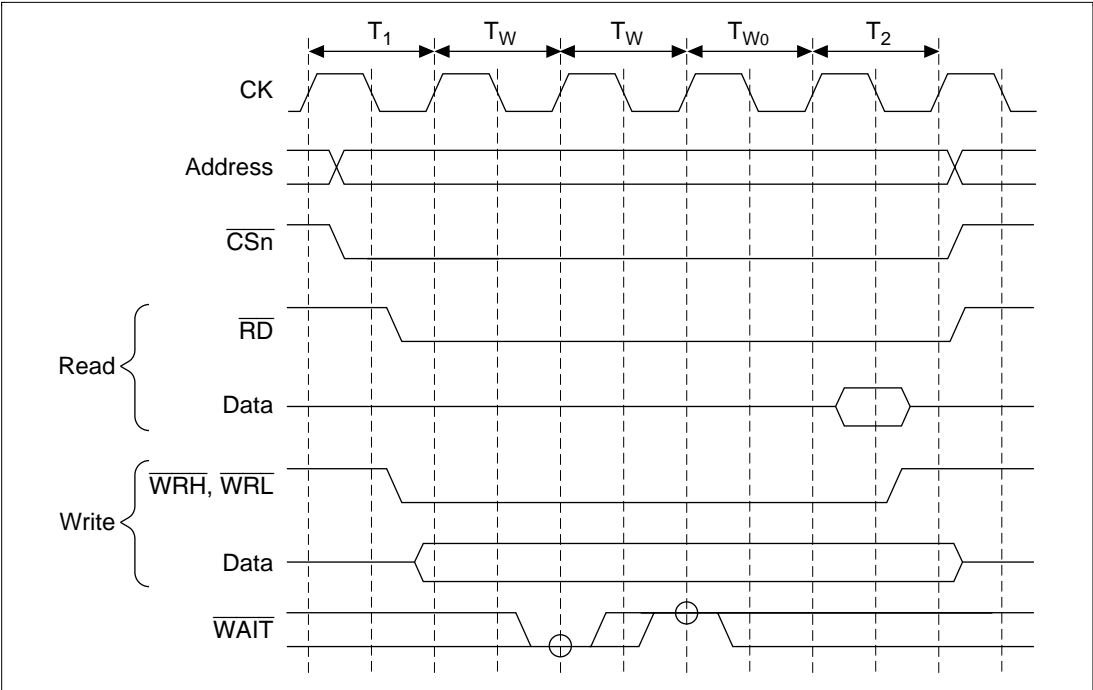 T1 TW TW TW0 T2
CK
Address
CSn
RD
Read
Data
WRH, WRL
Write
Data
WAIT